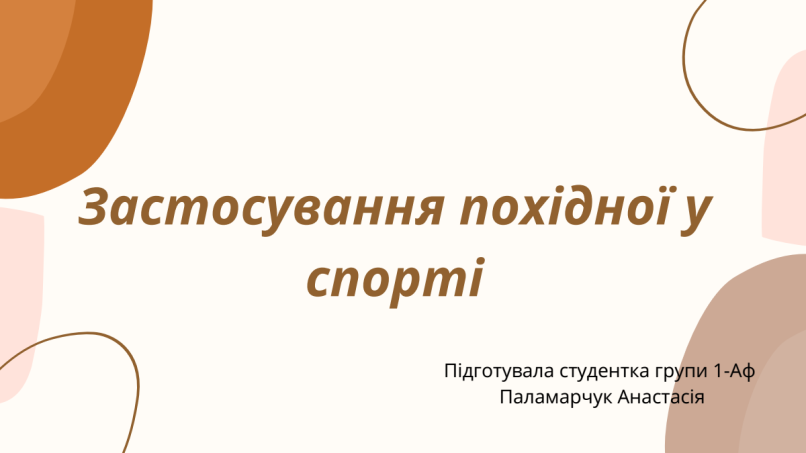 Застосування похідної у
спорті
Підготувала студентка групи 1-Аф
Паламарчук Анастасія